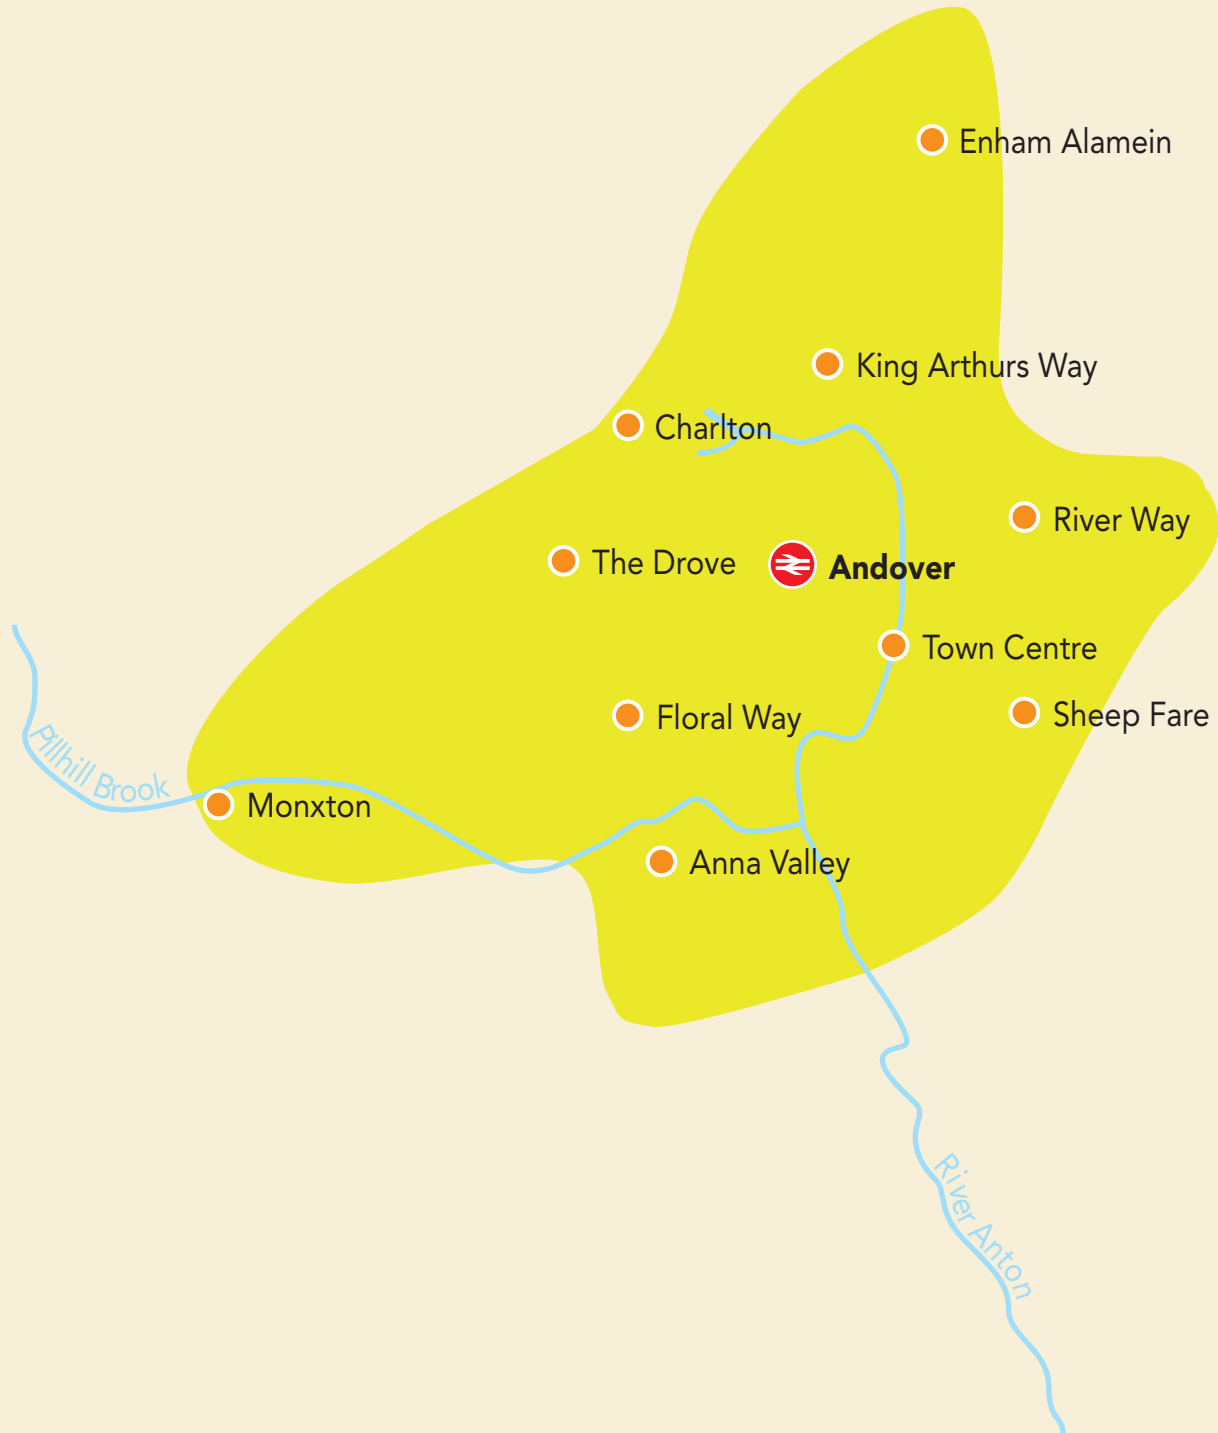 Enham Alamein
King Arthurs Way
Charlton
River Way
The Drove
Andover
Town Centre
Sheep Fare
Floral Way
Pillhill Brook
Monxton
Anna Valley
River Anton